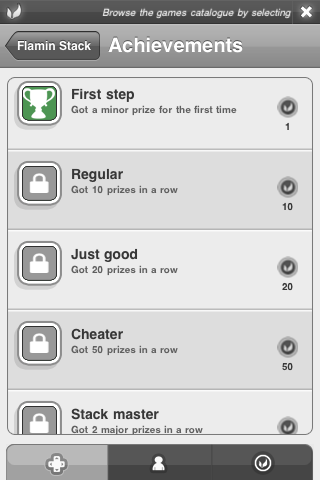 Browse the games catalogue by selecting
Flamin Stack
Achievements
First step
Got a minor prize for the first time
1
Regular
Got 10 prizes in a row
10
Just good
Got 20 prizes in a row
20
Cheater
Got 50 prizes in a row
50
Stack master
Got 2 major prizes in a row